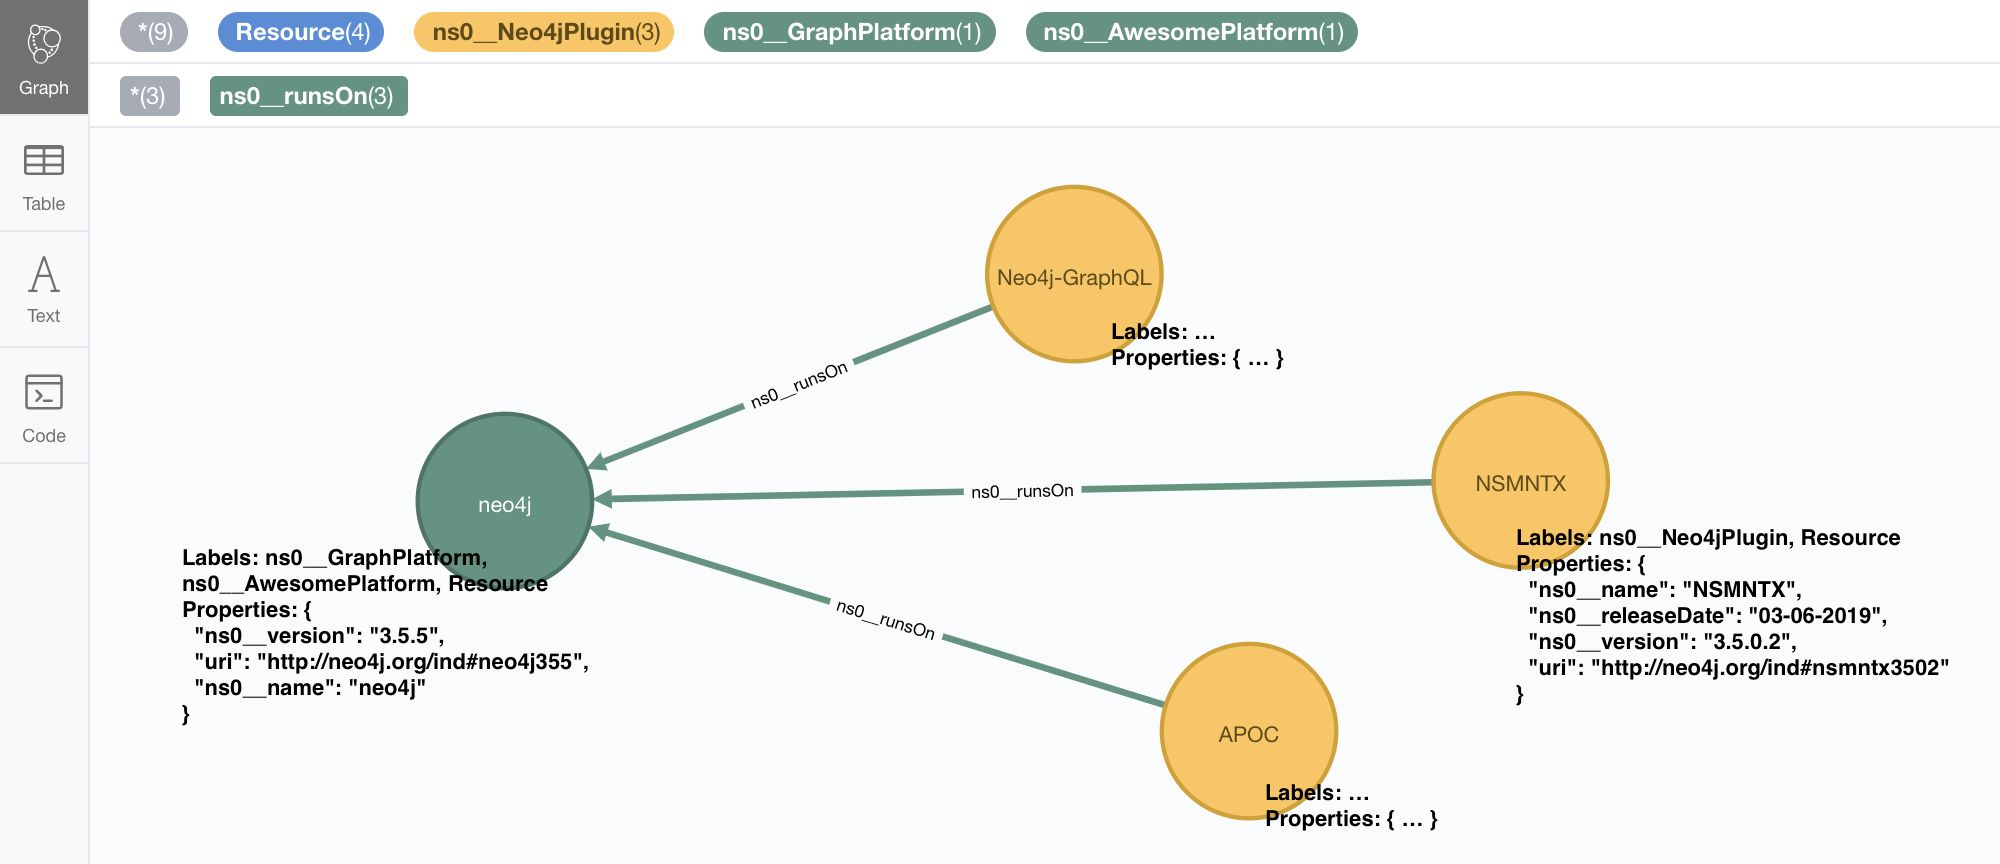 Graph
Table
Text
Code
*(9) Resource(4) ns0__Neo4jPlugin(3) ns0__GraphPlatform(1) ns0__AwesomePlatform(1)
*(3) ns0__runsOn(3)
Neo4j-GraphQL
Labels: ...
Properties: { ... }
ns0__runsOn
NSMNTX
Labels: ns0__Neo4jPlugin, Resource
Properties: {
"ns0__name": "NSMNTX",
"ns0__releaseDate": "03-06-2019",
"ns0__version": "3.5.0.2",
"uri": "http://neo4j.org/ind#nsmntx3502"
}
ns0__runsOn
neo4j
Labels: ns0__GraphPlatform,
ns0__AwesomePlatform, Resource
Properties: {
"ns0__version": "3.5.5",
"uri": "http://neo4j.org/ind#neo4j355",
"ns0__name": "neo4j"
}
ns0__runsOn
APOC
Labels: ...
Properties: { ... }